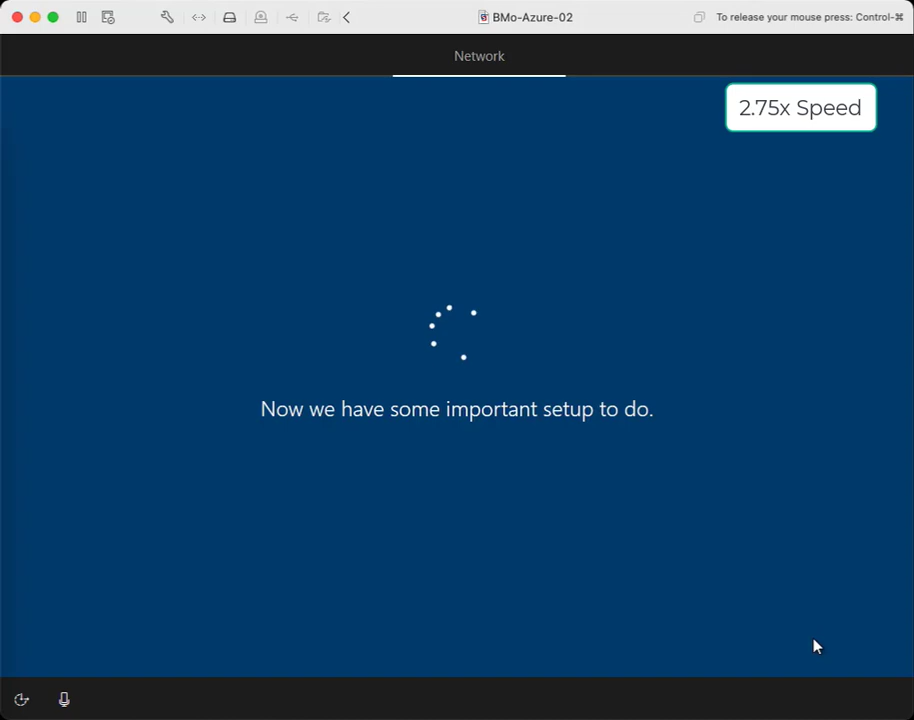 BMo-Azure-02
To release your mouse press: Control-⌘
Network
2.75x Speed
Now we have some important setup to do.